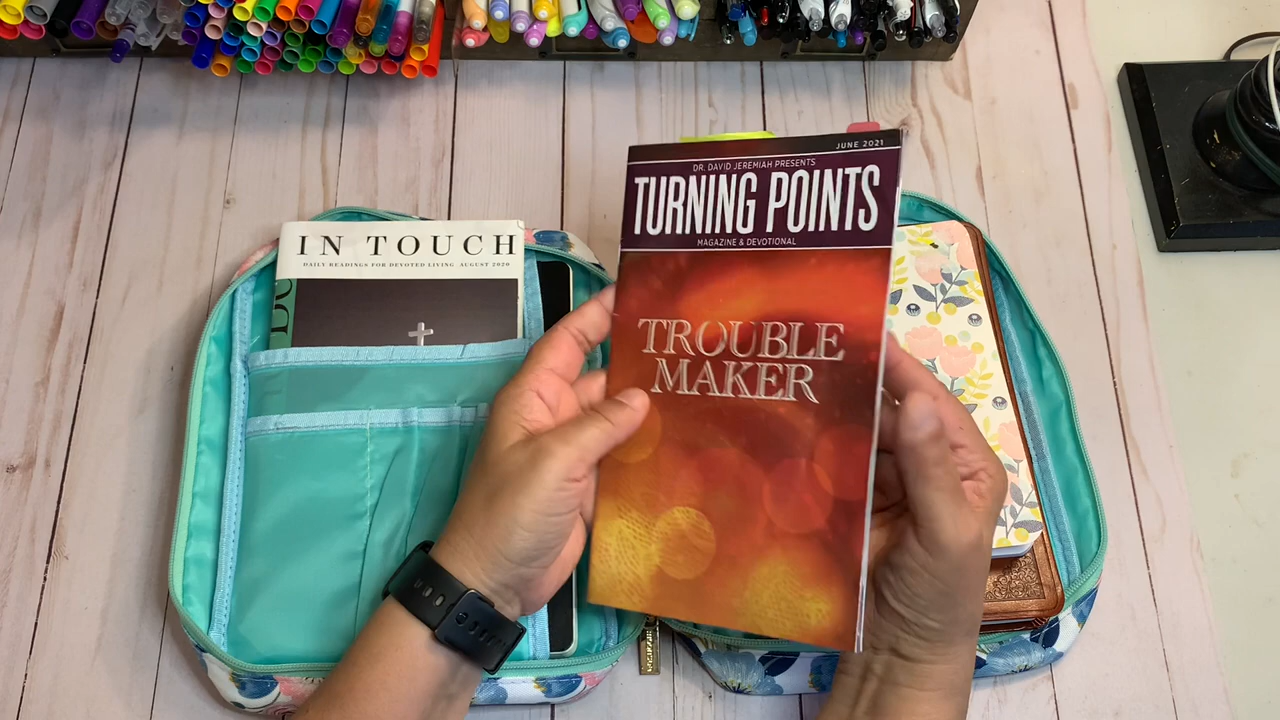 JUNE 2021
DR. DAVID JEREMIAH PRESENTS
TURNING POINTS
MAGAZINE & DEVOTIONAL
TROUBLE
MAKER
IN TOUCH
DAILY READINGS FOR DEVOTED LIVING AUGUST 2020
DO